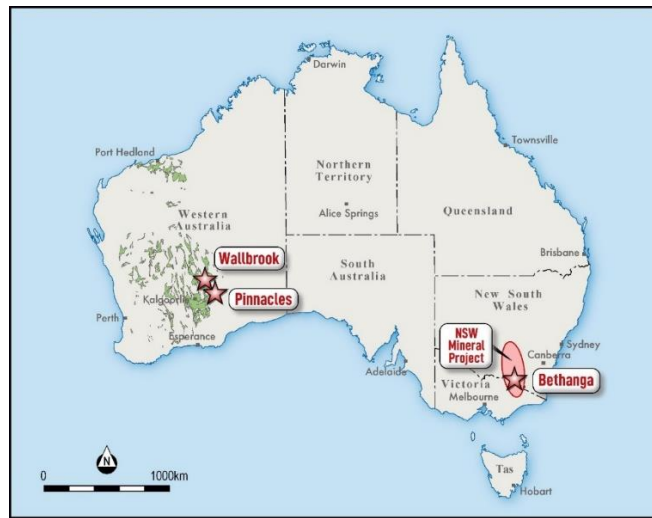 Darwin
Port Hedland
Townsville
Northern
Territory
Western
Australia
Alice Springs
Queensland
Wallbrook
South
Australia
Brisbane
Kalgoorlie
Pinnacles
New South
Wales
Perth
Esperance
NSW
Mineral
Project
Sydney
Canberra
Adelaide
Victoria
Bethanga
Melbourne
N
0
1000km
Tas
Hobart